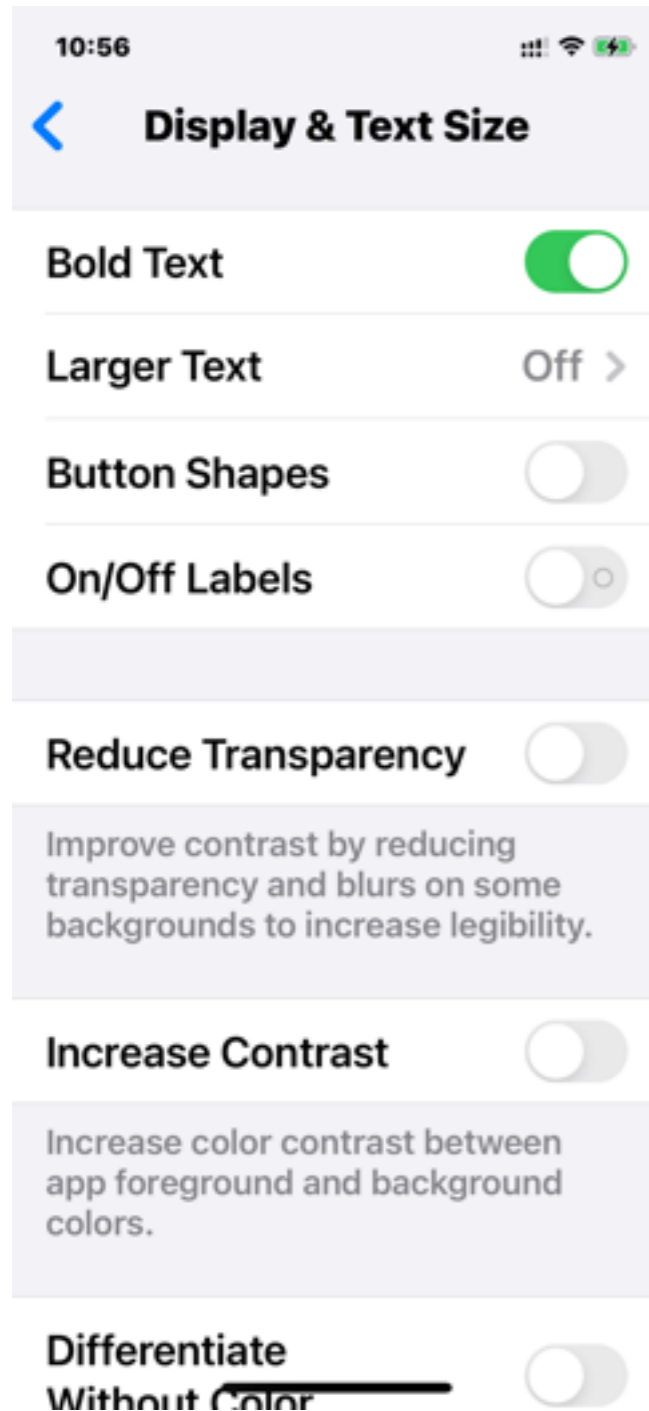 10:56
Display & Text Size
Bold Text
Larger Text Off
Button Shapes
On/Off Labels
Reduce Transparency
Improve contrast by reducing
transparency and blurs on some
backgrounds to increase legibility.
Increase Contrast
Increase color contrast between
app foreground and background
colors.
Differentiate
Without Color